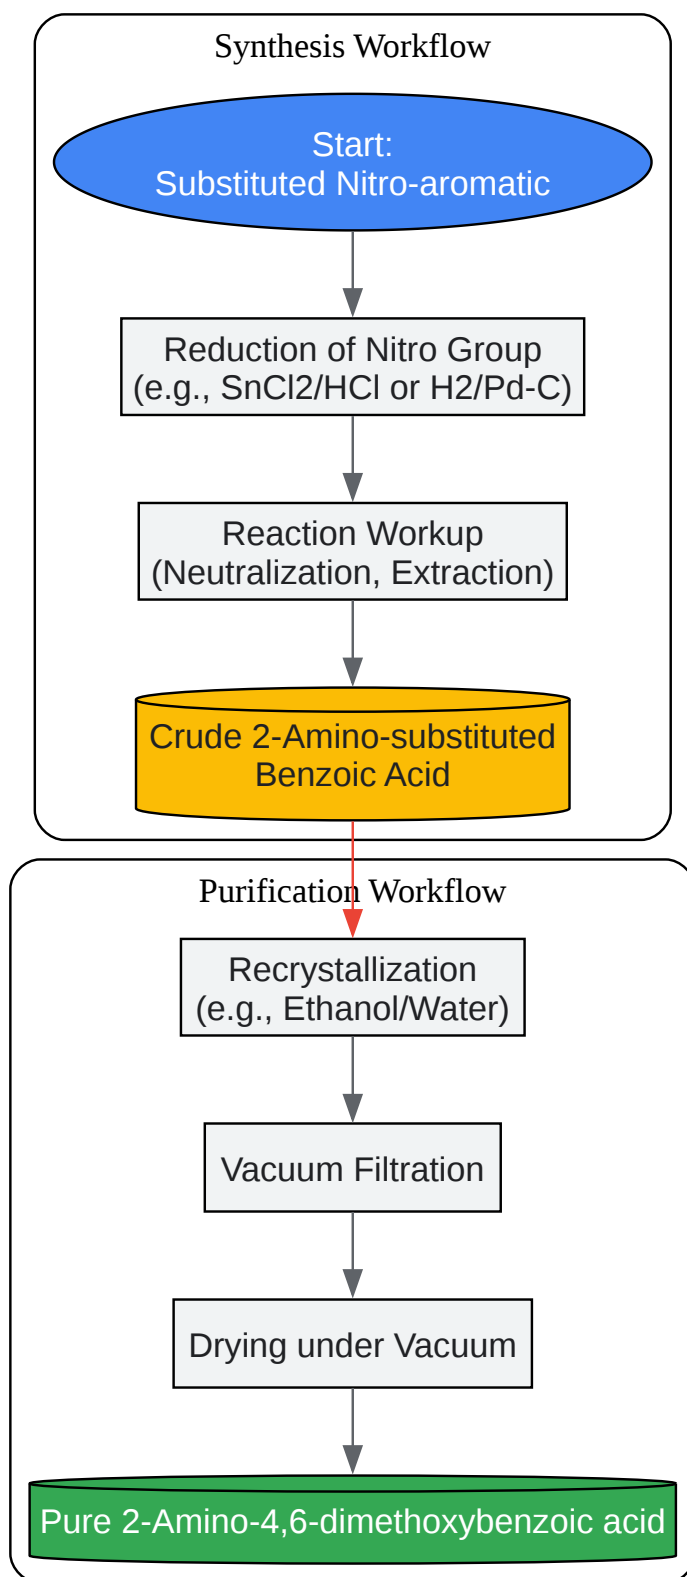 Synthesis Workflow
Start:
Substituted Nitro-aromatic
Reduction of Nitro Group
(e.g., SnCl2/HCl or H2/Pd-C)
Reaction Workup
(Neutralization, Extraction)
Crude 2-Amino-substituted
Benzoic Acid
Purification Workflow
Recrystallization
(e.g., Ethanol/Water)
Vacuum Filtration
Drying under Vacuum
Pure 2-Amino-4,6-dimethoxybenzoic acid